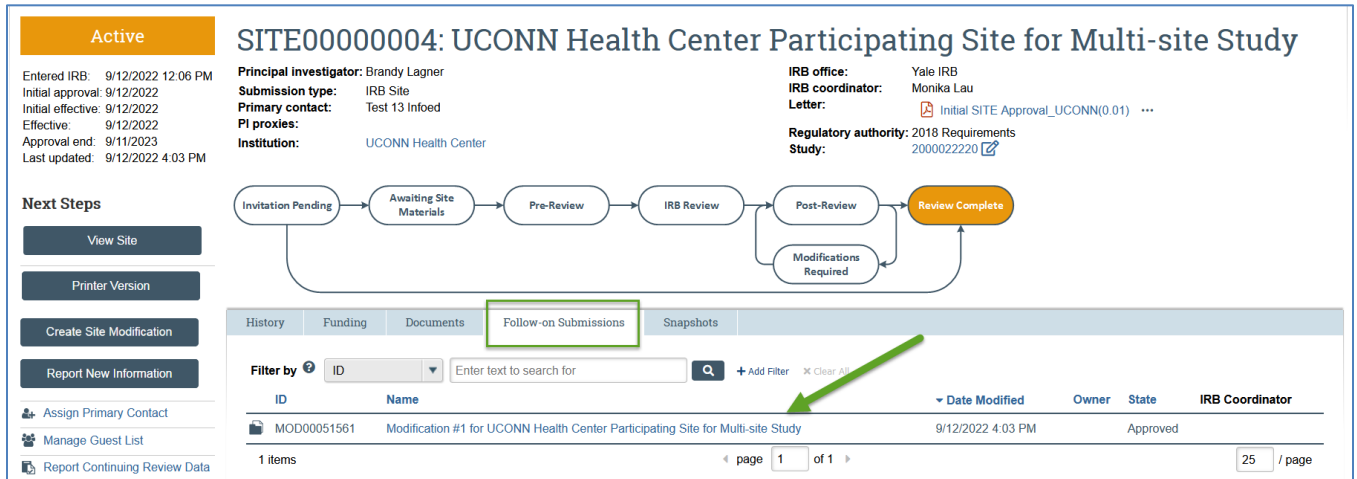 Active
SITE00000004: UCONN Health Center Participating Site for Multi-site Study
Entered IRB: 9/12/2022 12:06 PM
Initial approval: 9/12/2022
Initial effective: 9/12/2022
Effective: 9/12/2022
Approval end: 9/11/2023
Last updated: 9/12/2022 4:03 PM
Principal investigator: Brandy Lagner
Submission type: IRB Site
Primary contact: Test 13 Infoed
PI proxies:
Institution: UCONN Health Center
IRB office: Yale IRB
IRB coordinator: Monika Lau
Letter: Initial SITE Approval_UCONN(0.01) ...
Regulatory authority: 2018 Requirements
Study: 2000022220
Next Steps
View Site
Printer Version
Create Site Modification
Report New Information
Assign Primary Contact
Manage Guest List
Report Continuing Review Data
Invitation Pending
Awaiting Site
Materials
Pre-Review
IRB Review
Post-Review
Review Complete
Modifications
Required
History Funding Documents Follow-on Submissions Snapshots
Filter by ? ID Enter text to search for + Add Filter × Clear All
ID Name Date Modified Owner State IRB Coordinator
MOD00051561 Modification #1 for UCONN Health Center Participating Site for Multi-site Study 9/12/2022 4:03 PM Approved
1 items page 1 of 1 25 / page